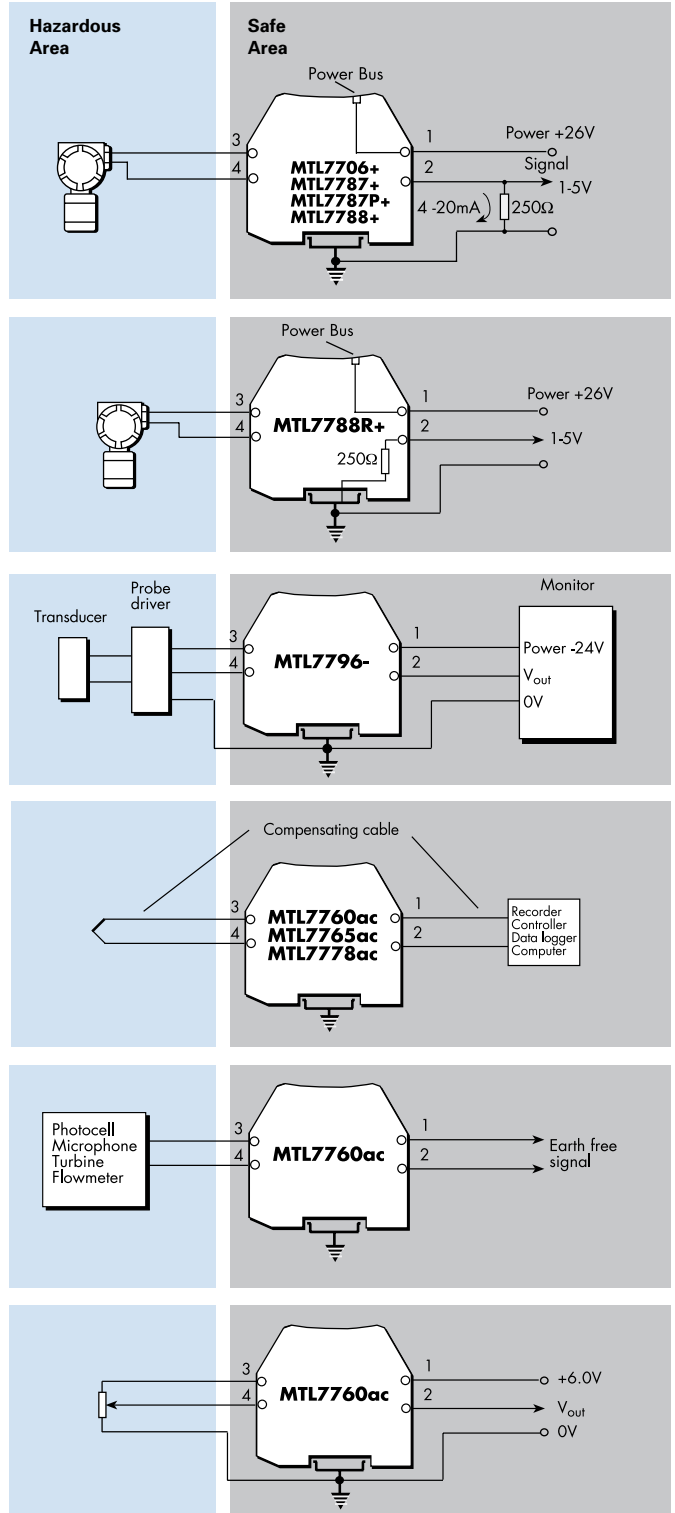 Hazardous
Area
Safe
Area
Power Bus
3
4
MTL7706+
MTL7787+
MTL7787P+
MTL7788+
1
2
Power +26V
Signal
1-5V
4 -20mA
250Ω
Power Bus
3
4
MTL7788R+
250Ω
1
2
Power +26V
1-5V
Transducer
Probe
driver
3
4
MTL7796-
1
2
Monitor
Power -24V
Vout
0V
Compensating cable
3
4
MTL7760ac
MTL7765ac
MTL7778ac
1
2
Recorder
Controller
Data logger
Computer
Photocell
Microphone
Turbine
Flowmeter
3
4
MTL7760ac
1
2
Earth free
signal
3
4
MTL7760ac
1
2
+6.0V
Vout
0V